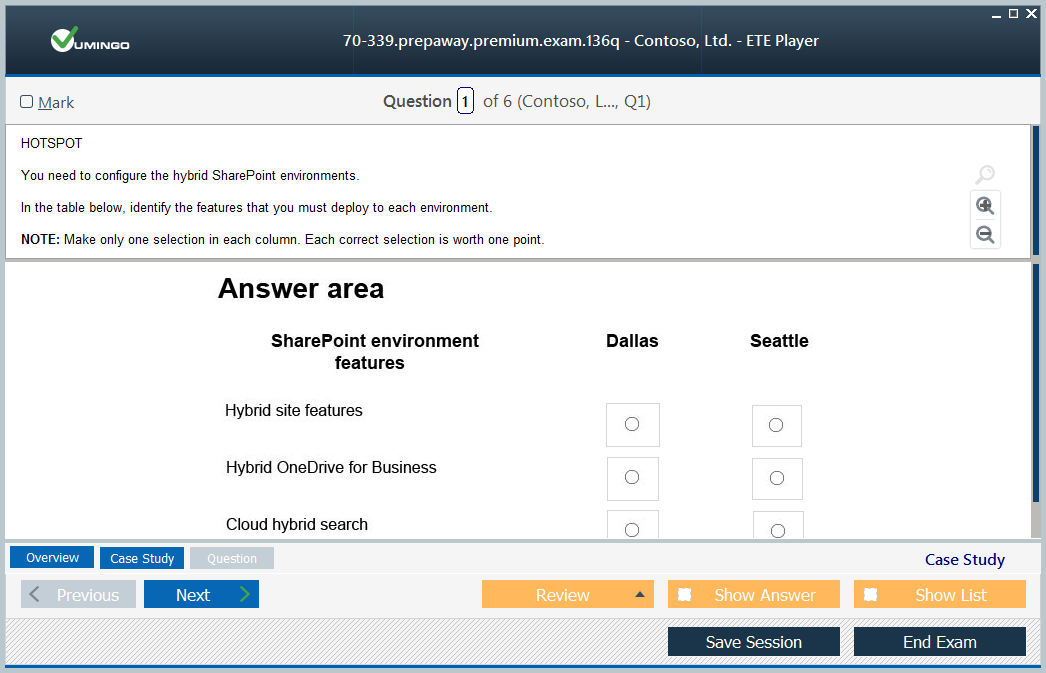 VUMINGO
70-339.prepaway.premium.exam.136q - Contoso, Ltd. - ETE Player
Mark
Question 1 of 6 (Contoso, L..., Q1)
HOTSPOT
You need to configure the hybrid SharePoint environments.
In the table below, identify the features that you must deploy to each environment.
NOTE: Make only one selection in each column. Each correct selection is worth one point.
Answer area
SharePoint environment Dallas Seattle
features
Hybrid site features
Hybrid OneDrive for Business
Cloud hybrid search
Overview Case Study Question Case Study
Previous Next Review Show Answer Show List
Save Session End Exam